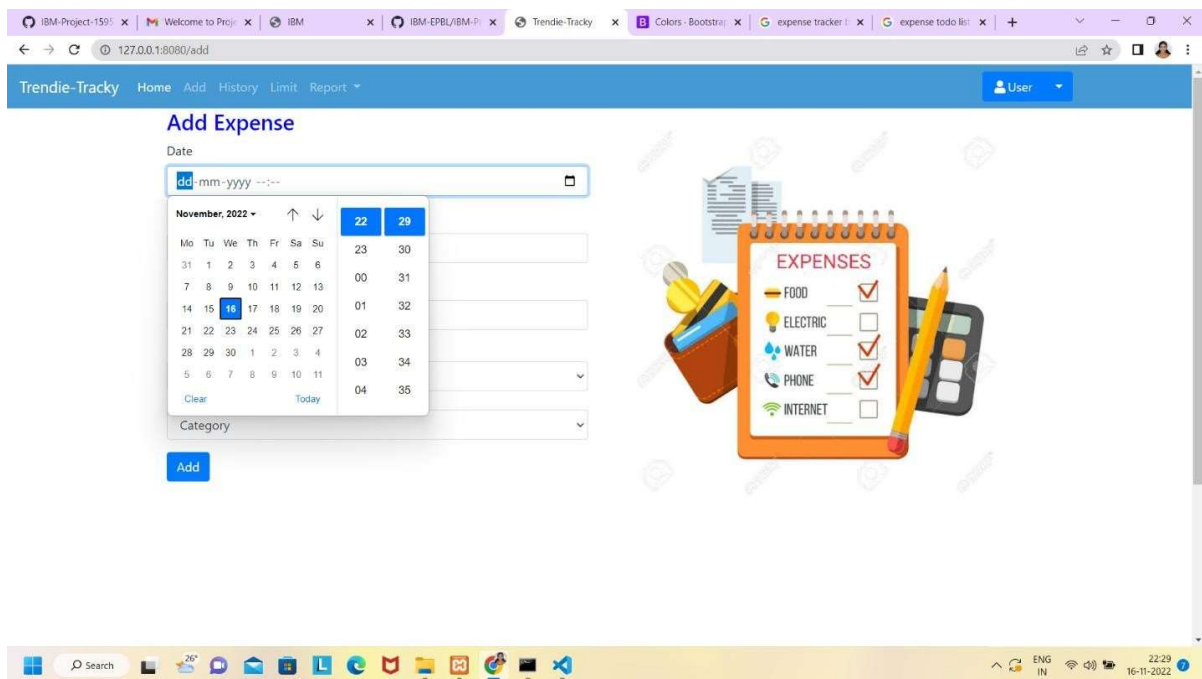 IBM-Project-1595
Welcome to Proje
IBM
IBM-EPBL/IBM-P
Trendie-Tracky
Colors · Bootstrap
expense tracker
expense todo list
127.0.0.1:8080/add
Trendie-Tracky Home Add History Limit Report User
Add Expense
Date
dd-mm-yyyy --:--
November, 2022
Mo Tu We Th Fr Sa Su
31 1 2 3 4 5 6
7 8 9 10 11 12 13
14 15 16 17 18 19 20
21 22 23 24 25 26 27
28 29 30 1 2 3 4
5 6 7 8 9 10 11
Clear Today
22 29
23 30
00 31
01 32
02 33
03 34
04 35
Category
Add
EXPENSES
FOOD
ELECTRIC
WATER
PHONE
INTERNET
Search
26°
ENG
IN
22:29
16-11-2022
7